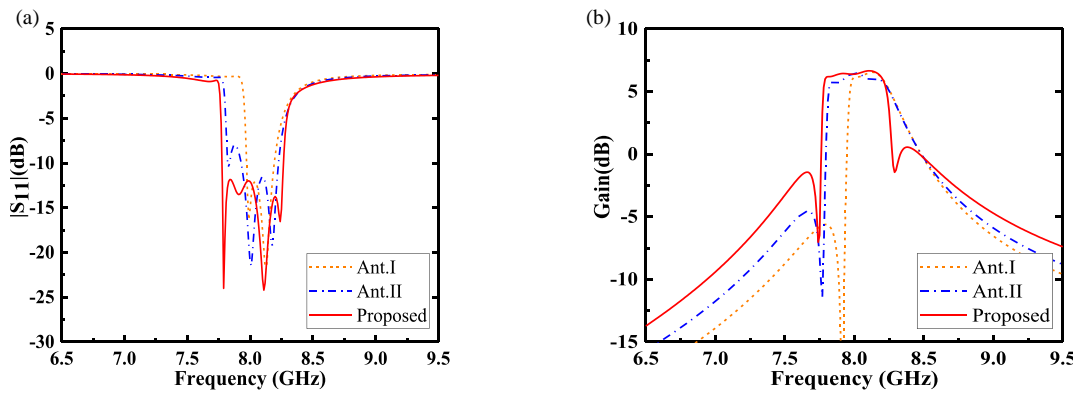 (a)
5
0
-5
-10
-15
-20
-25
-30
|S11|(dB)
Ant.I
Ant.II
Proposed
6.5 7.0 7.5 8.0 8.5 9.0 9.5
Frequency (GHz)
(b)
10
5
0
-5
-10
-15
Gain(dB)
Ant.I
Ant.II
Proposed
6.5 7.0 7.5 8.0 8.5 9.0 9.5
Frequency (GHz)